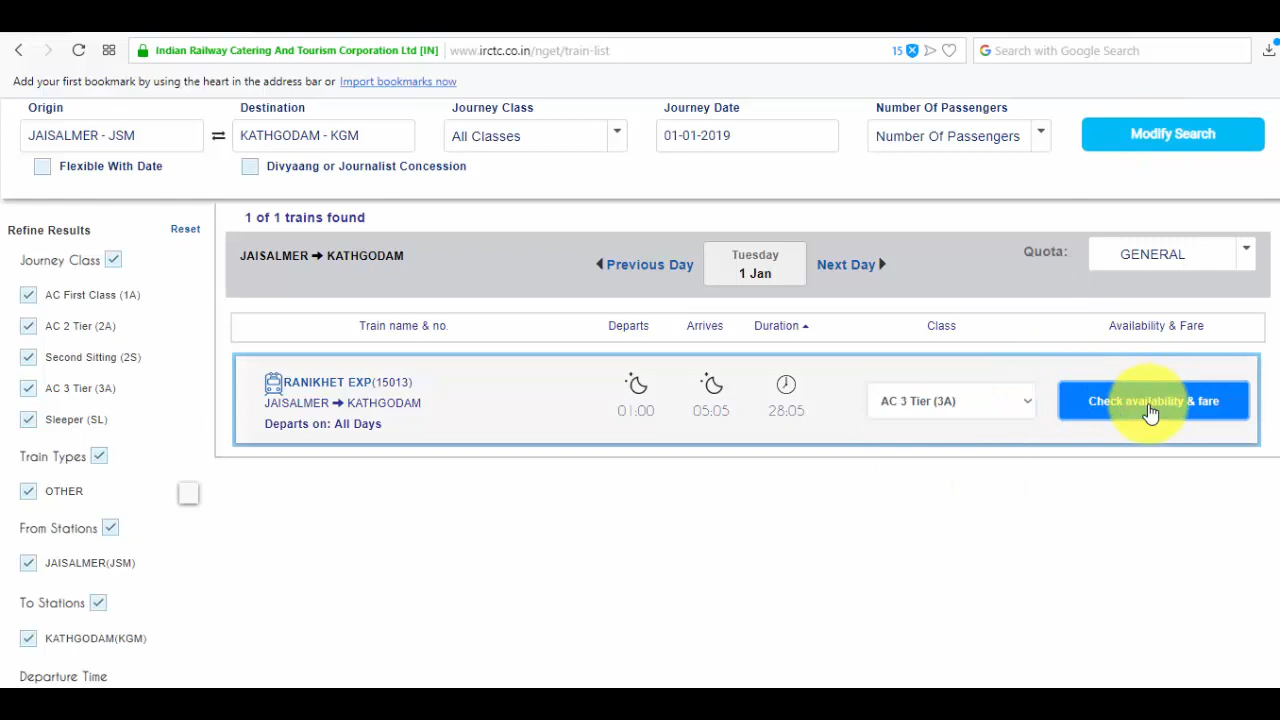 Indian Railway Catering And Tourism Corporation Ltd [IN] www.irctc.co.in/nget/train-list 15 Search with Google Search
Add your first bookmark by using the heart in the address bar or Import bookmarks now
Origin Destination Journey Class Journey Date Number Of Passengers
JAISALMER - JSM KATHGODAM - KGM All Classes 01-01-2019 Number Of Passengers Modify Search
Flexible With Date Divyaang or Journalist Concession
1 of 1 trains found
Refine Results Reset
JAISALMER ➔ KATHGODAM Previous Day Tuesday 1 Jan Next Day Quota: GENERAL
Journey Class
AC First Class (1A)
AC 2 Tier (2A)
Second Sitting (2S)
AC 3 Tier (3A)
Sleeper (SL)
Train Types
OTHER
From Stations
JAISALMER(JSM)
To Stations
KATHGODAM(KGM)
Departure Time
Train name & no. Departs Arrives Duration Class Availability & Fare
RANIKHET EXP(15013)
JAISALMER ➔ KATHGODAM 01:00 05:05 28:05 AC 3 Tier (3A) Check availability & fare
Departs on: All Days